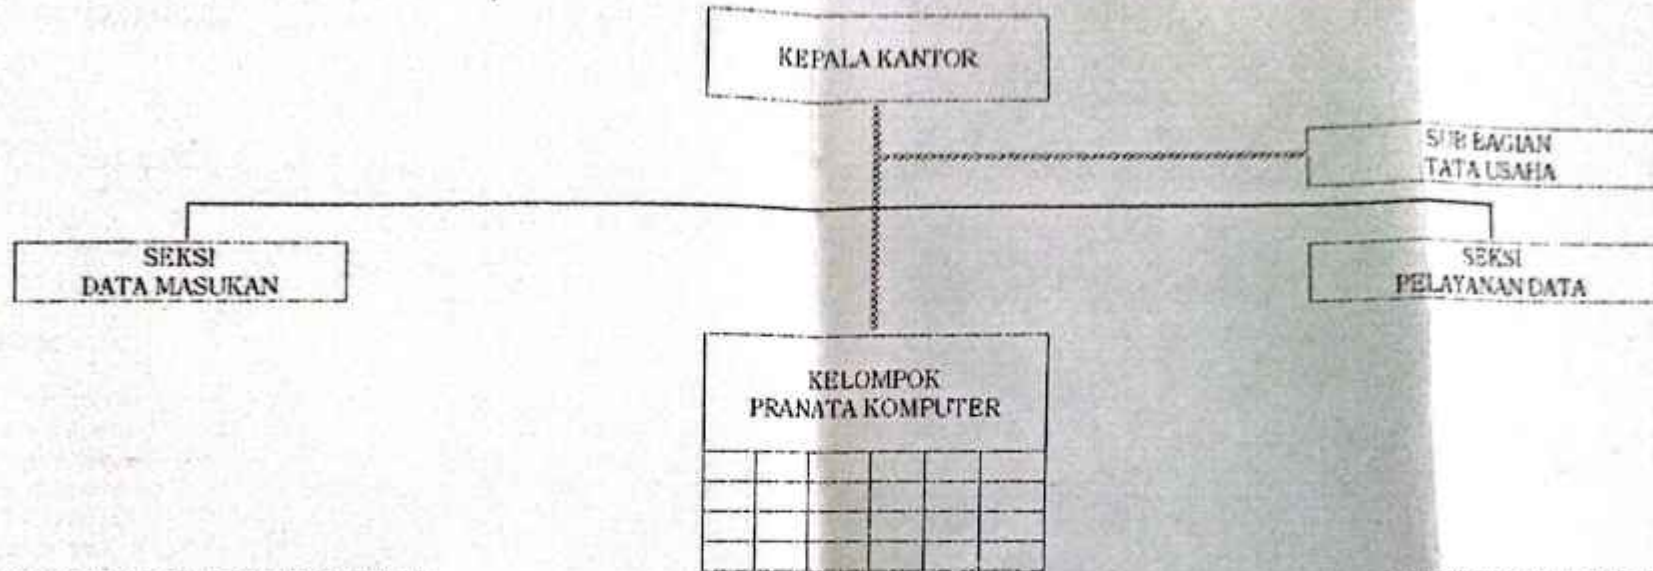 KEPALA KANTOR
SUB BAGIAN
TATA USAHA
SEKSI
DATA MASUKAN
SEKSI
PELAYANAN DATA
KELOMPOK
PRANATA KOMPUTER